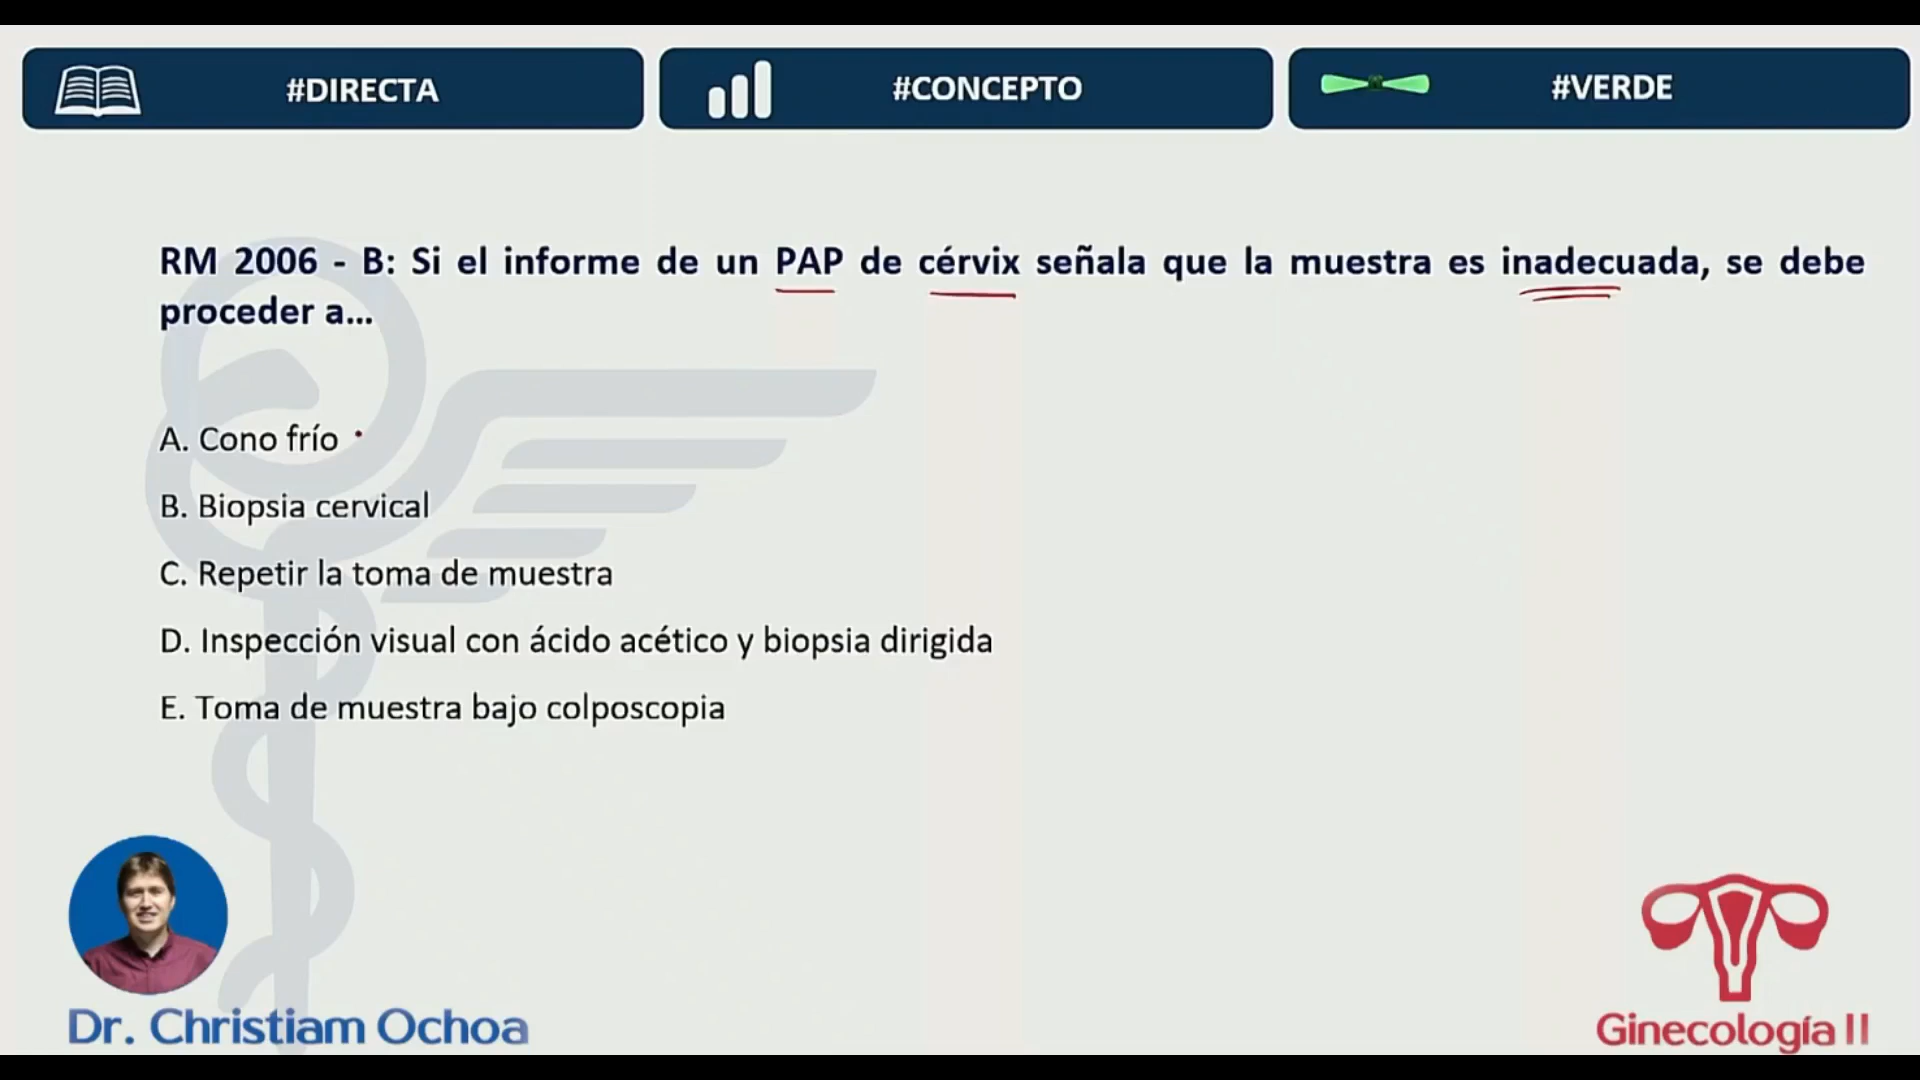 #DIRECTA
#CONCEPTO
#VERDE
RM 2006 - B: Si el informe de un PAP de cérvix señala que la muestra es inadecuada, se debe
proceder a...
A. Cono frío
B. Biopsia cervical
C. Repetir la toma de muestra
D. Inspección visual con ácido acético y biopsia dirigida
E. Toma de muestra bajo colposcopia
Dr. Christiam Ochoa
Ginecología II